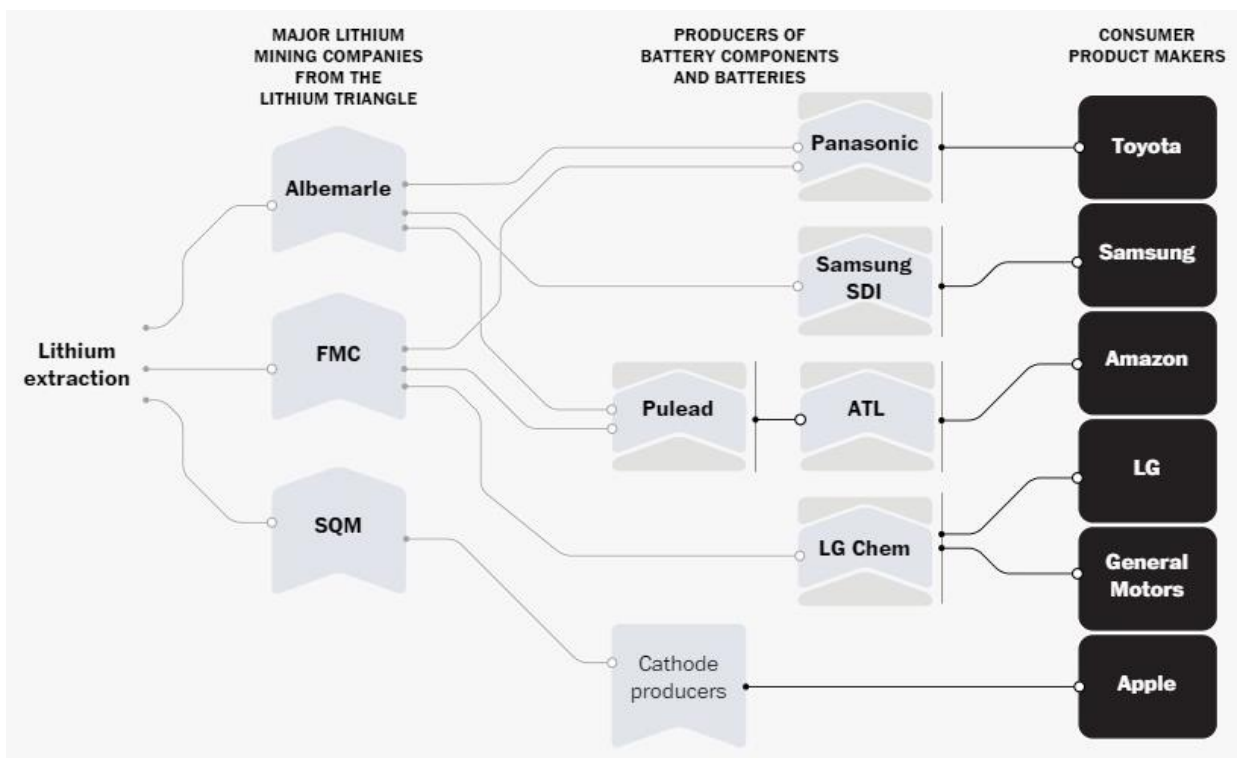 MAJOR LITHIUM
MINING COMPANIES
FROM THE
LITHIUM TRIANGLE
PRODUCERS OF
BATTERY COMPONENTS
AND BATTERIES
CONSUMER
PRODUCT MAKERS
Lithium
extraction
Albemarle
FMC
SQM
Pulead
Cathode
producers
Panasonic
Samsung
SDI
ATL
LG Chem
Toyota
Samsung
Amazon
LG
General
Motors
Apple